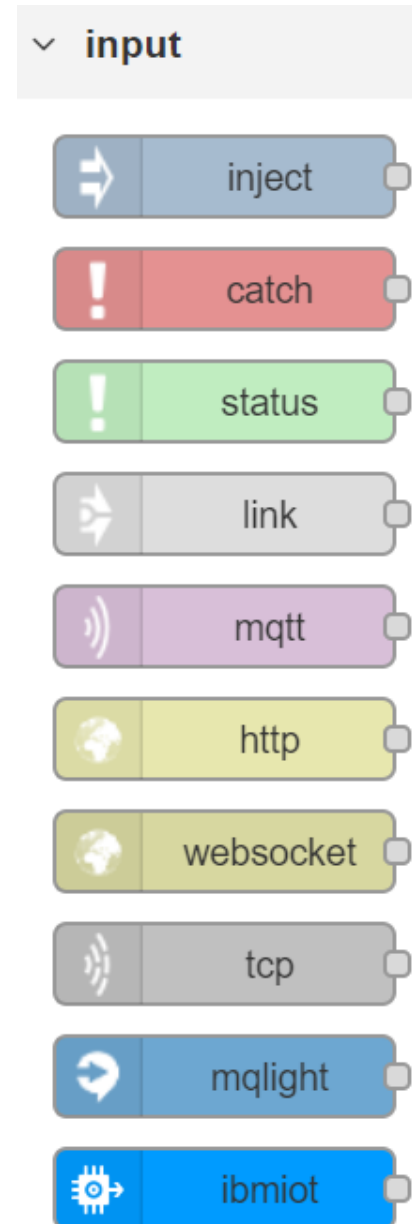 input
inject
catch
status
link
mqtt
http
websocket
tcp
mqlight
ibmiot